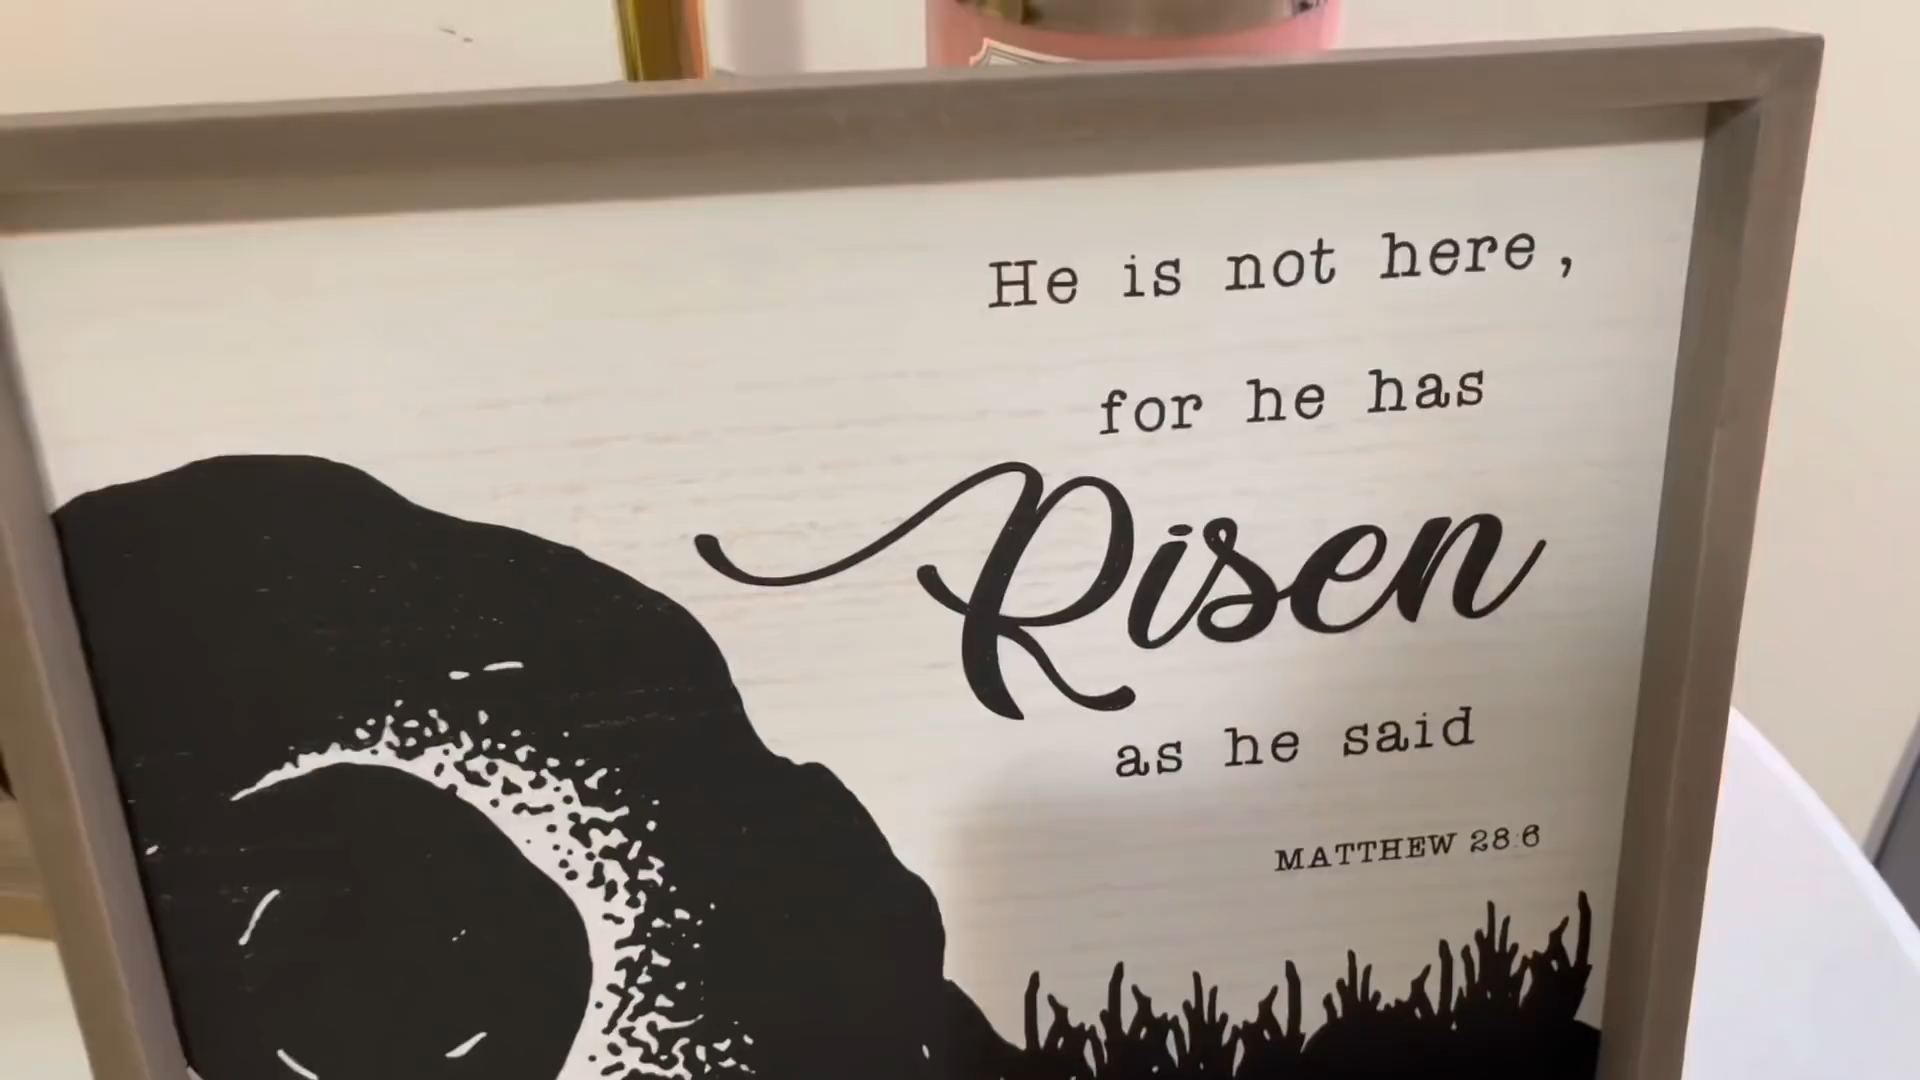 He is not here,
for he has
Risen
as he said
MATTHEW 28:6